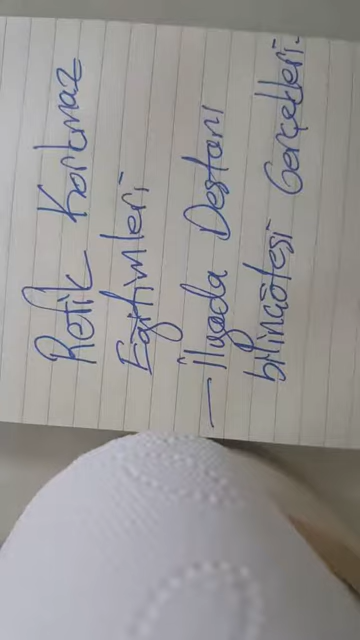 Refik Korkmaz
Eğitimleri
— İlyada Destanı
bilinçötesi Gerçekleri.